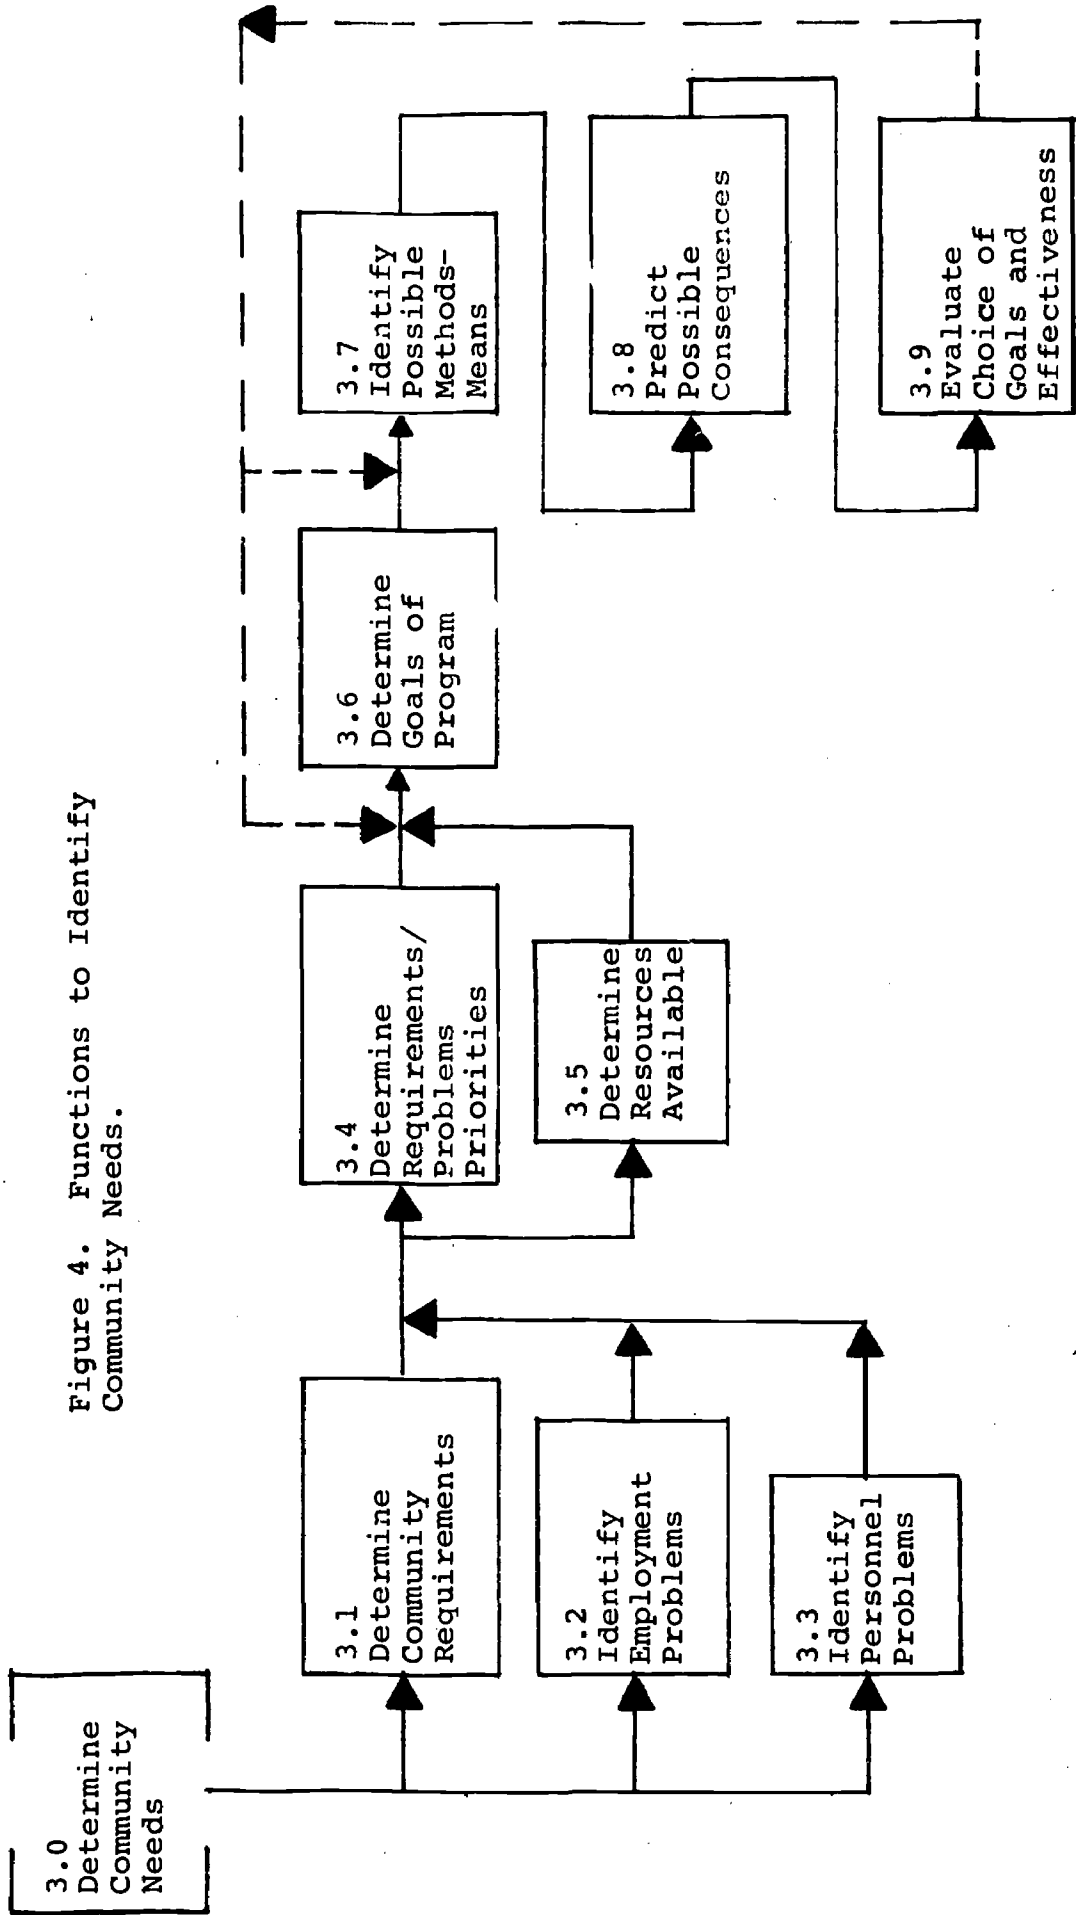 Figure 4. Functions to Identify
Community Needs.
3.0
Determine
Community
Needs
3.1
Determine
Community
Requirements
3.2
Identify
Employment
Problems
3.3
Identify
Personnel
Problems
3.4
Determine
Requirements/
Problems
Priorities
3.5
Determine
Resources
Available
3.6
Determine
Goals of
Program
3.7
Identify
Possible
Methods-
Means
3.8
Predict
Possible
Consequences
3.9
Evaluate
Choice of
Goals and
Effectiveness